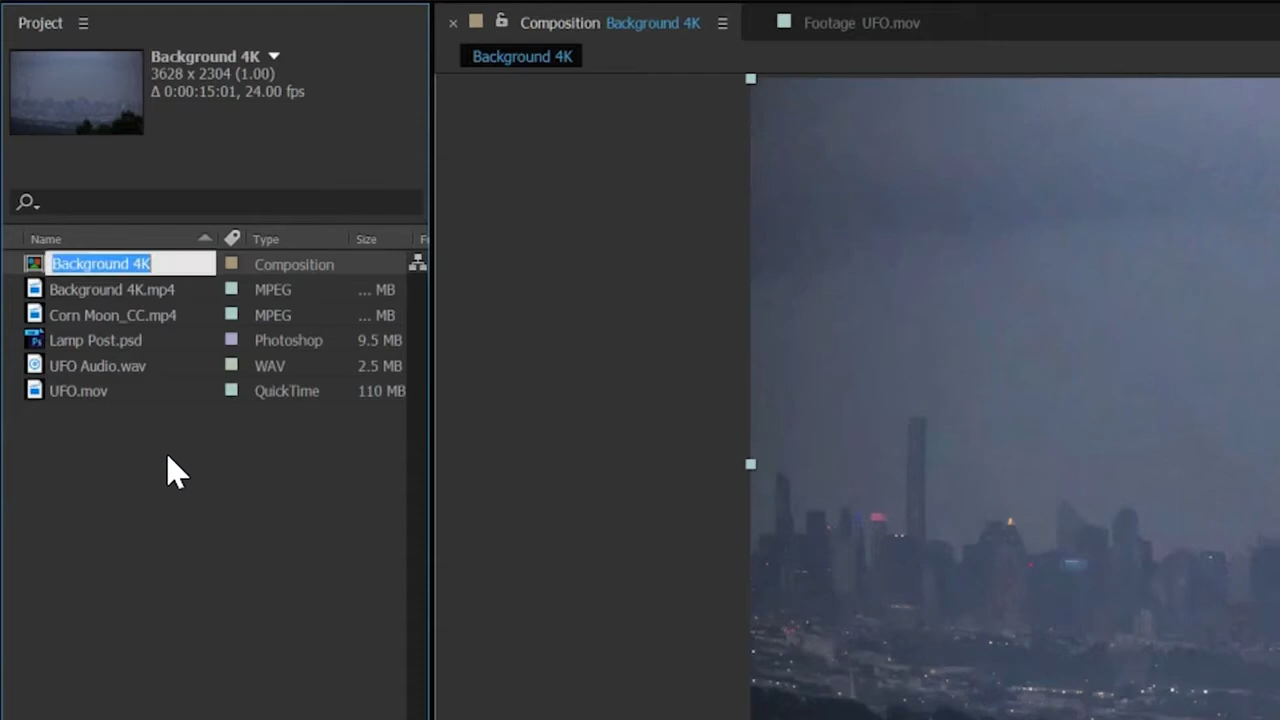 Project
Background 4K
3628 x 2304 (1.00)
Δ 0:00:15:01, 24.00 fps
Composition Background 4K
Footage UFO.mov
Background 4K
Name Type Size
Background 4K Composition
Background 4K.mp4 MPEG ... MB
Corn Moon_CC.mp4 MPEG ... MB
Lamp Post.psd Photoshop 9.5 MB
UFO Audio.wav WAV 2.5 MB
UFO.mov QuickTime 110 MB